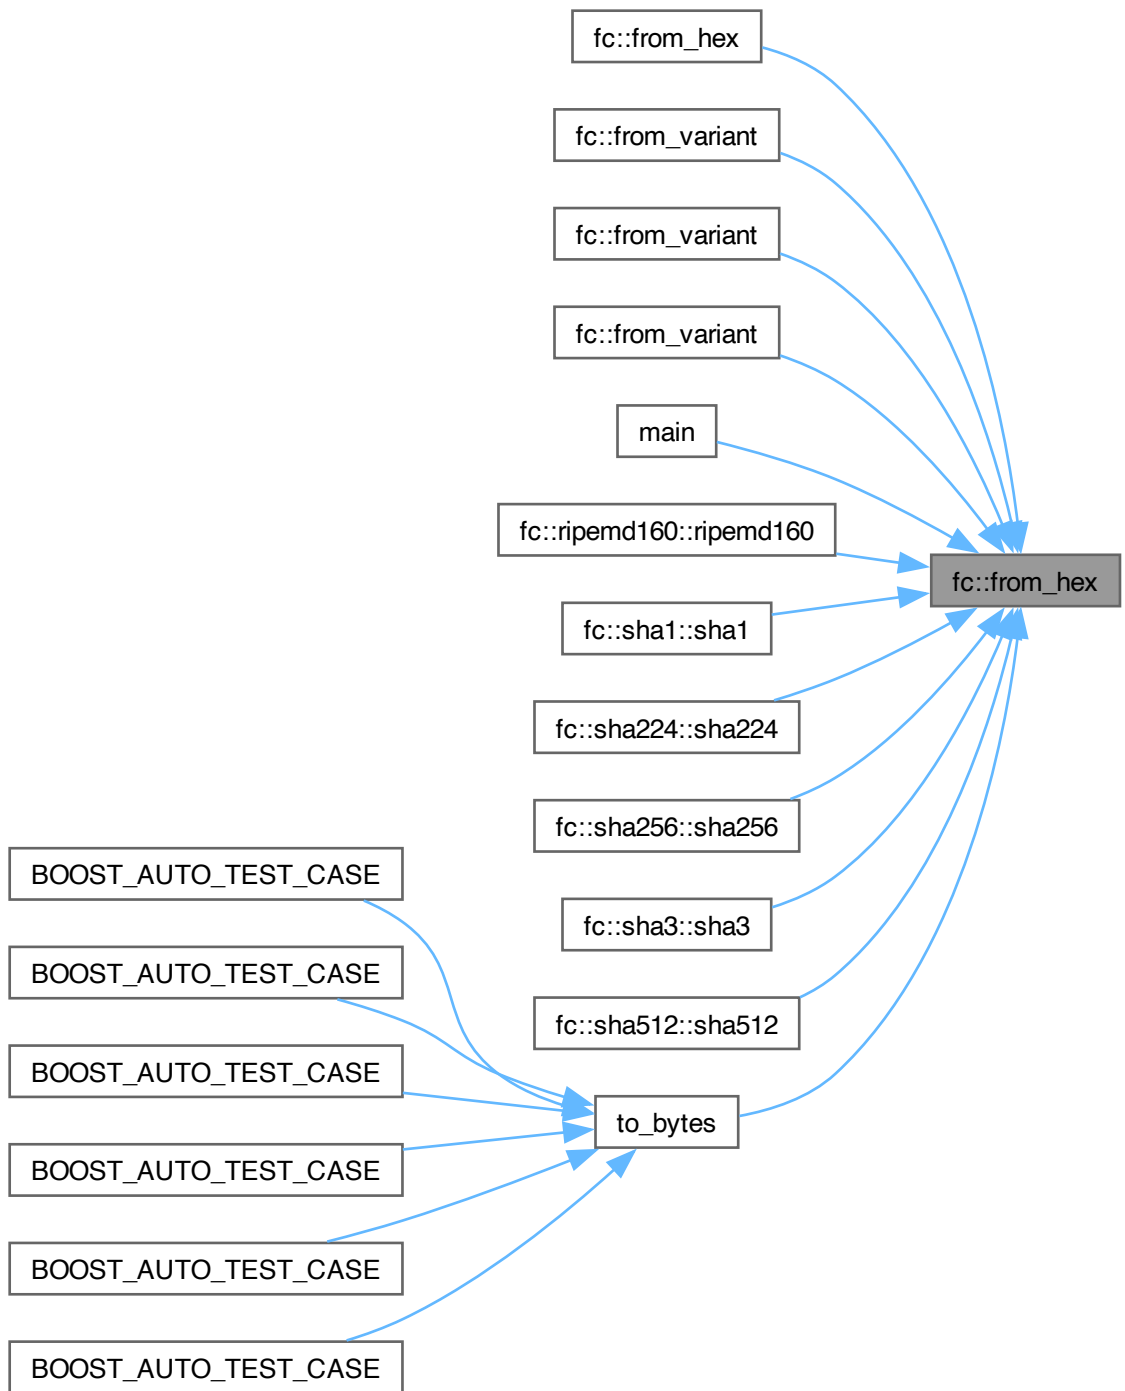 fc::from_hex
fc::from_variant
fc::from_variant
fc::from_variant
main
fc::ripemd160::ripemd160
fc::from_hex
fc::sha1::sha1
fc::sha224::sha224
fc::sha256::sha256
BOOST_AUTO_TEST_CASE
fc::sha3::sha3
BOOST_AUTO_TEST_CASE
fc::sha512::sha512
BOOST_AUTO_TEST_CASE
to_bytes
BOOST_AUTO_TEST_CASE
BOOST_AUTO_TEST_CASE
BOOST_AUTO_TEST_CASE